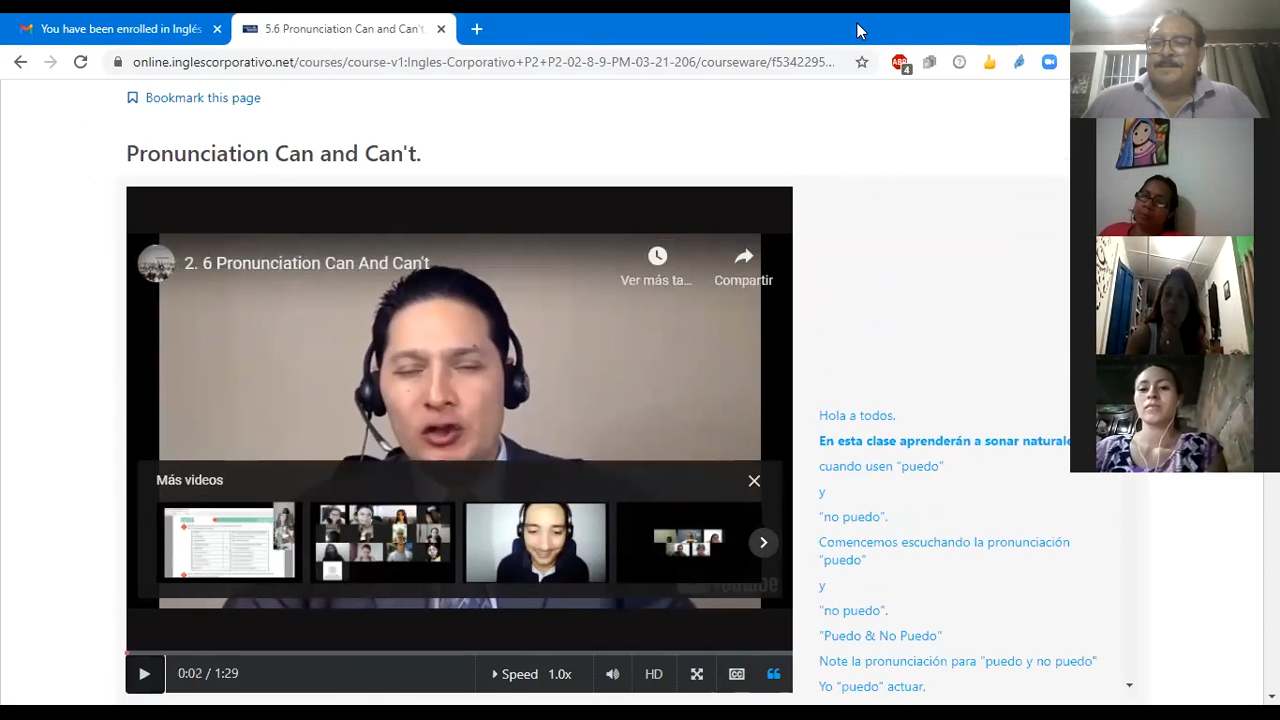 You have been enrolled in Inglés
5.6 Pronunciation Can and Can't
online.inglescorporativo.net/courses/course-v1:Ingles-Corporativo+P2+P2-02-8-9-PM-03-21-206/courseware/f5342295...
ABP
4
Bookmark this page
Pronunciation Can and Can't.
2. 6 Pronunciation Can And Can't
Ver más ta...
Compartir
Más videos
YouTube
Hola a todos.
En esta clase aprenderán a sonar naturale
cuando usen “puedo”
y
“no puedo”.
Comencemos escuchando la pronunciación
“puedo”
y
"no puedo".
"Puedo & No Puedo"
Note la pronunciación para "puedo y no puedo"
Yo “puedo” actuar,
0:02 / 1:29
Speed 1.0x
HD
CC